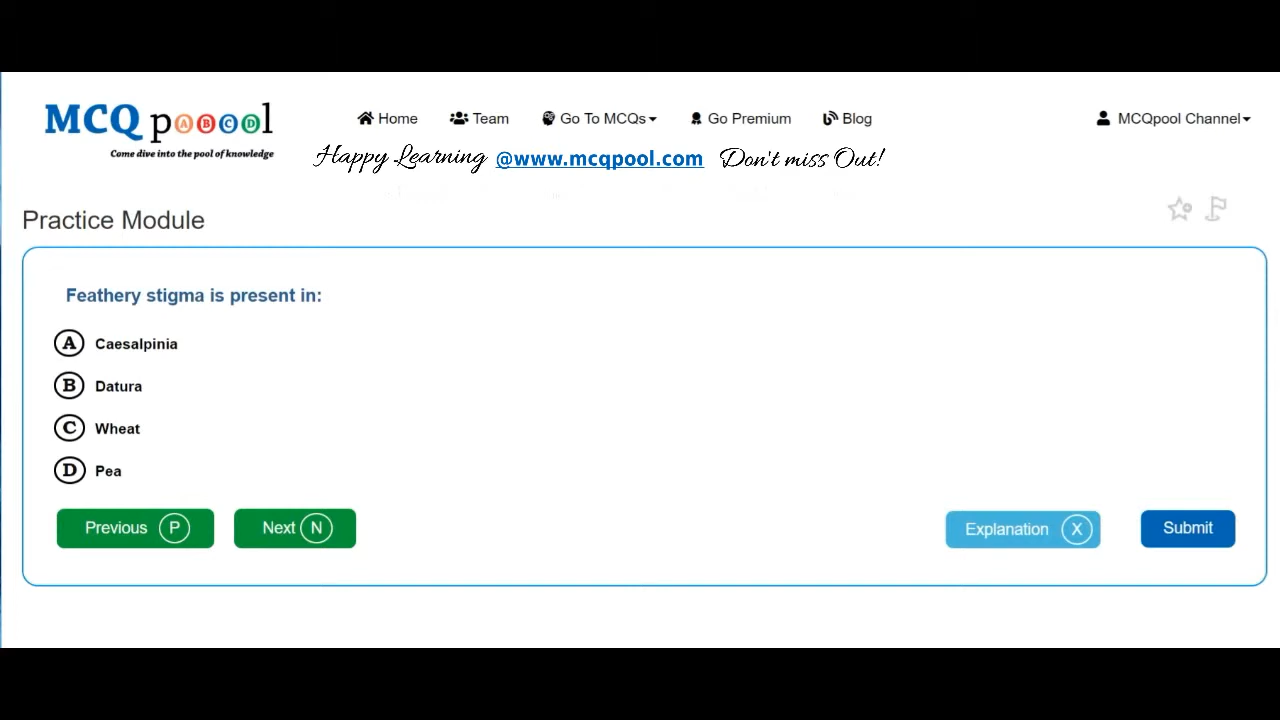 MCQ pooool
Come dive into the pool of knowledge
Home Team Go To MCQs Go Premium Blog MCQpool Channel
Happy Learning @www.mcqpool.com Don't miss Out!
Practice Module
Feathery stigma is present in:
A Caesalpinia
B Datura
C Wheat
D Pea
Previous P Next N Explanation X Submit